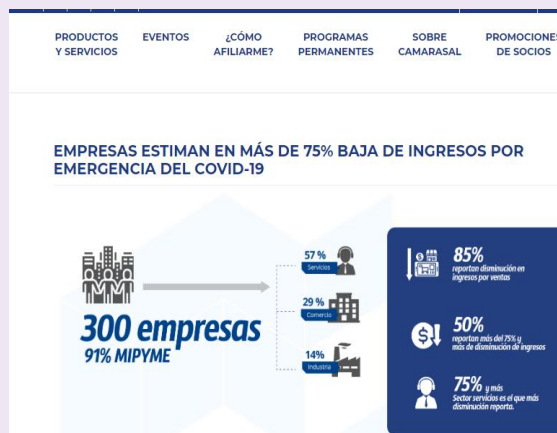 PRODUCTOS
Y SERVICIOS
EVENTOS
¿CÓMO
AFILIARME?
PROGRAMAS
PERMANENTES
SOBRE
CAMARASAL
PROMOCIONES
DE SOCIOS
EMPRESAS ESTIMAN EN MÁS DE 75% BAJA DE INGRESOS POR
EMERGENCIA DEL COVID-19
300 empresas
91% MIPYME
57 %
Servicios
29 %
Comercio
14%
Industria
85%
reportan disminución en
ingresos por ventas
50%
reportan más del 75% y
más de disminución de ingresos
75% y más
Sector servicios es el que más
disminución reporta.